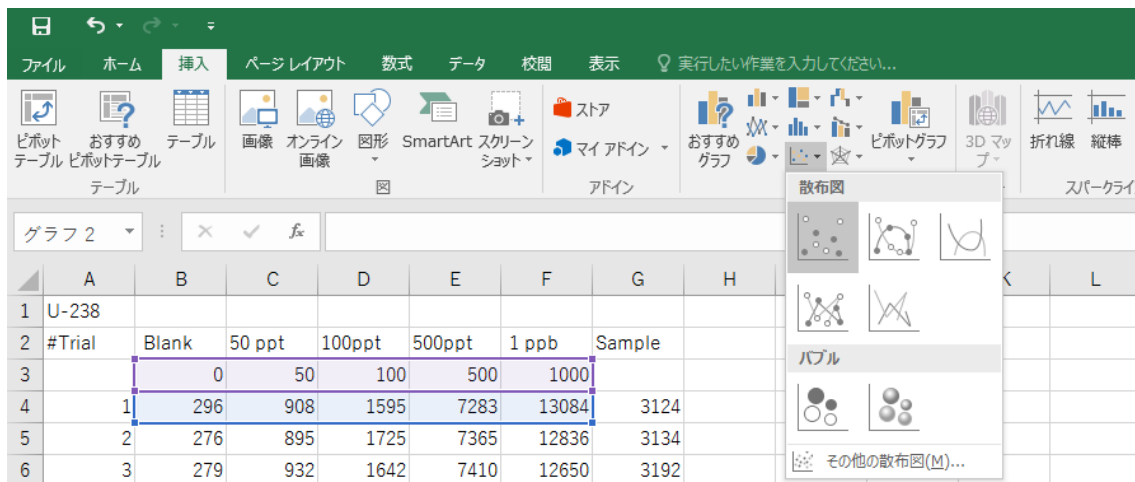 ファイル ホーム 挿入 ページ レイアウト 数式 データ 校閲 表示 実行したい作業を入力してください...
ピボット
テーブル
おすすめ
ピボットテーブル
テーブル
テーブル
画像
オンライン
画像
図形
SmartArt
スクリーン
ショット
図
ストア
マイ アドイン
アドイン
おすすめ
グラフ
ピボットグラフ
3D マッ
プ
折れ線
縦棒
スパークライ
散布図
バブル
その他の散布図(M)...
グラフ 2 fx
A B C D E F G H K L
1 U-238
2 #Trial Blank 50 ppt 100ppt 500ppt 1 ppb Sample
3 0 50 100 500 1000
4 1 296 908 1595 7283 13084 3124
5 2 276 895 1725 7365 12836 3134
6 3 279 932 1642 7410 12650 3192